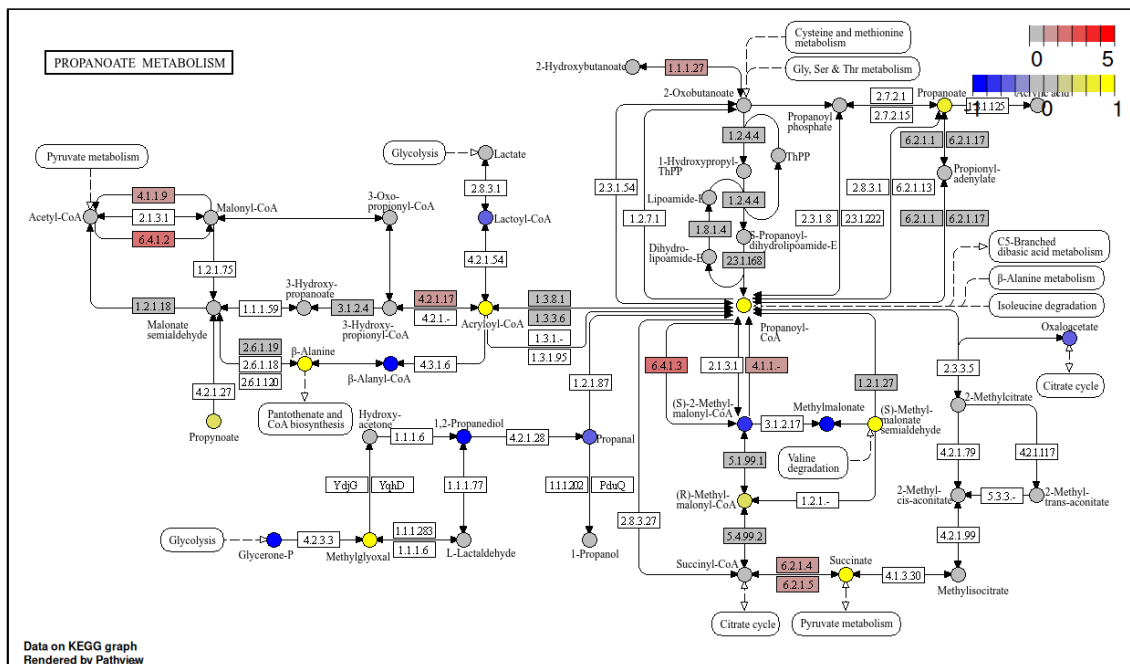 PROPANOATE METABOLISM
Cysteine and methionine
metabolism
Gly, Ser & Thr metabolism
0
5
-1
0
1
2-Hydroxybutanoate
1.1.1.27
2-Oxobutanoate
Propanoyl
phosphate
2.7.2.1
2.7.2.15
Propanoate
6.2.1.1
6.2.1.17
Propionyl-
adenylate
6.2.1.1
6.2.1.17
1.2.4.4
ThPP
1-Hydroxypropyl-
ThPP
1.2.4.4
1.8.1.4
S-Propanoyl-
dihydrolipoamide-E
Dihydro-
lipoamide-E
2.3.1.168
2.3.1.54
1.2.7.1
2.3.1.8
2.3.1.222
2.8.3.1
6.2.1.13
C5-Branched
dibasic acid metabolism
β-Alanine metabolism
Isoleucine degradation
Propanoyl-
CoA
Pyruvate metabolism
Acetyl-CoA
4.1.1.9
2.1.3.1
6.4.1.2
Malonyl-CoA
3-Oxo-
propionyl-CoA
Glycolysis
Lactate
2.8.3.1
Lactoyl-CoA
4.2.1.54
1.2.1.75
1.2.1.18
Malonate
semialdehyde
1.1.1.59
3-Hydroxy-
propanoate
3.1.2.4
3-Hydroxy-
propionyl-CoA
4.2.1.17
4.2.1.-
Acryloyl-CoA
1.3.8.1
1.3.3.6
1.3.1.-
1.3.1.95
2.6.1.19
2.6.1.18
2.6.1.120
β-Alanine
β-Alanyl-CoA
4.3.1.6
4.2.1.27
Propynoate
Pantothenate and
CoA biosynthesis
1.2.1.87
Hydroxy-
acetone
1.1.1.6
1,2-Propanediol
4.2.1.28
Propanal
YdjG
YqhD
1.1.1.77
1.1.1.202
PduQ
Glycolysis
Glycerone-P
4.2.3.3
Methylglyoxal
1.1.1.283
1.1.1.6
L-Lactaldehyde
1-Propanol
6.4.1.3
2.1.3.1
4.1.1.-
1.2.1.27
(S)-2-Methyl-
malonyl-CoA
3.1.2.17
Methylmalonate
(S)-Methyl-
malonate
semialdehyde
Valine
degradation
5.1.99.1
(R)-Methyl-
malonyl-CoA
1.2.1.-
2.8.3.27
5.4.99.2
Succinyl-CoA
6.2.1.4
6.2.1.5
Succinate
4.1.3.30
Methylisocitrate
Citrate cycle
Pyruvate metabolism
Oxaloacetate
Citrate cycle
2.3.3.5
2-Methylcitrate
4.2.1.79
4.2.1.117
2-Methyl-
cis-aconitate
5.3.3.-
2-Methyl-
trans-aconitate
4.2.1.99
Data on KEGG graph
Rendered by Pathview